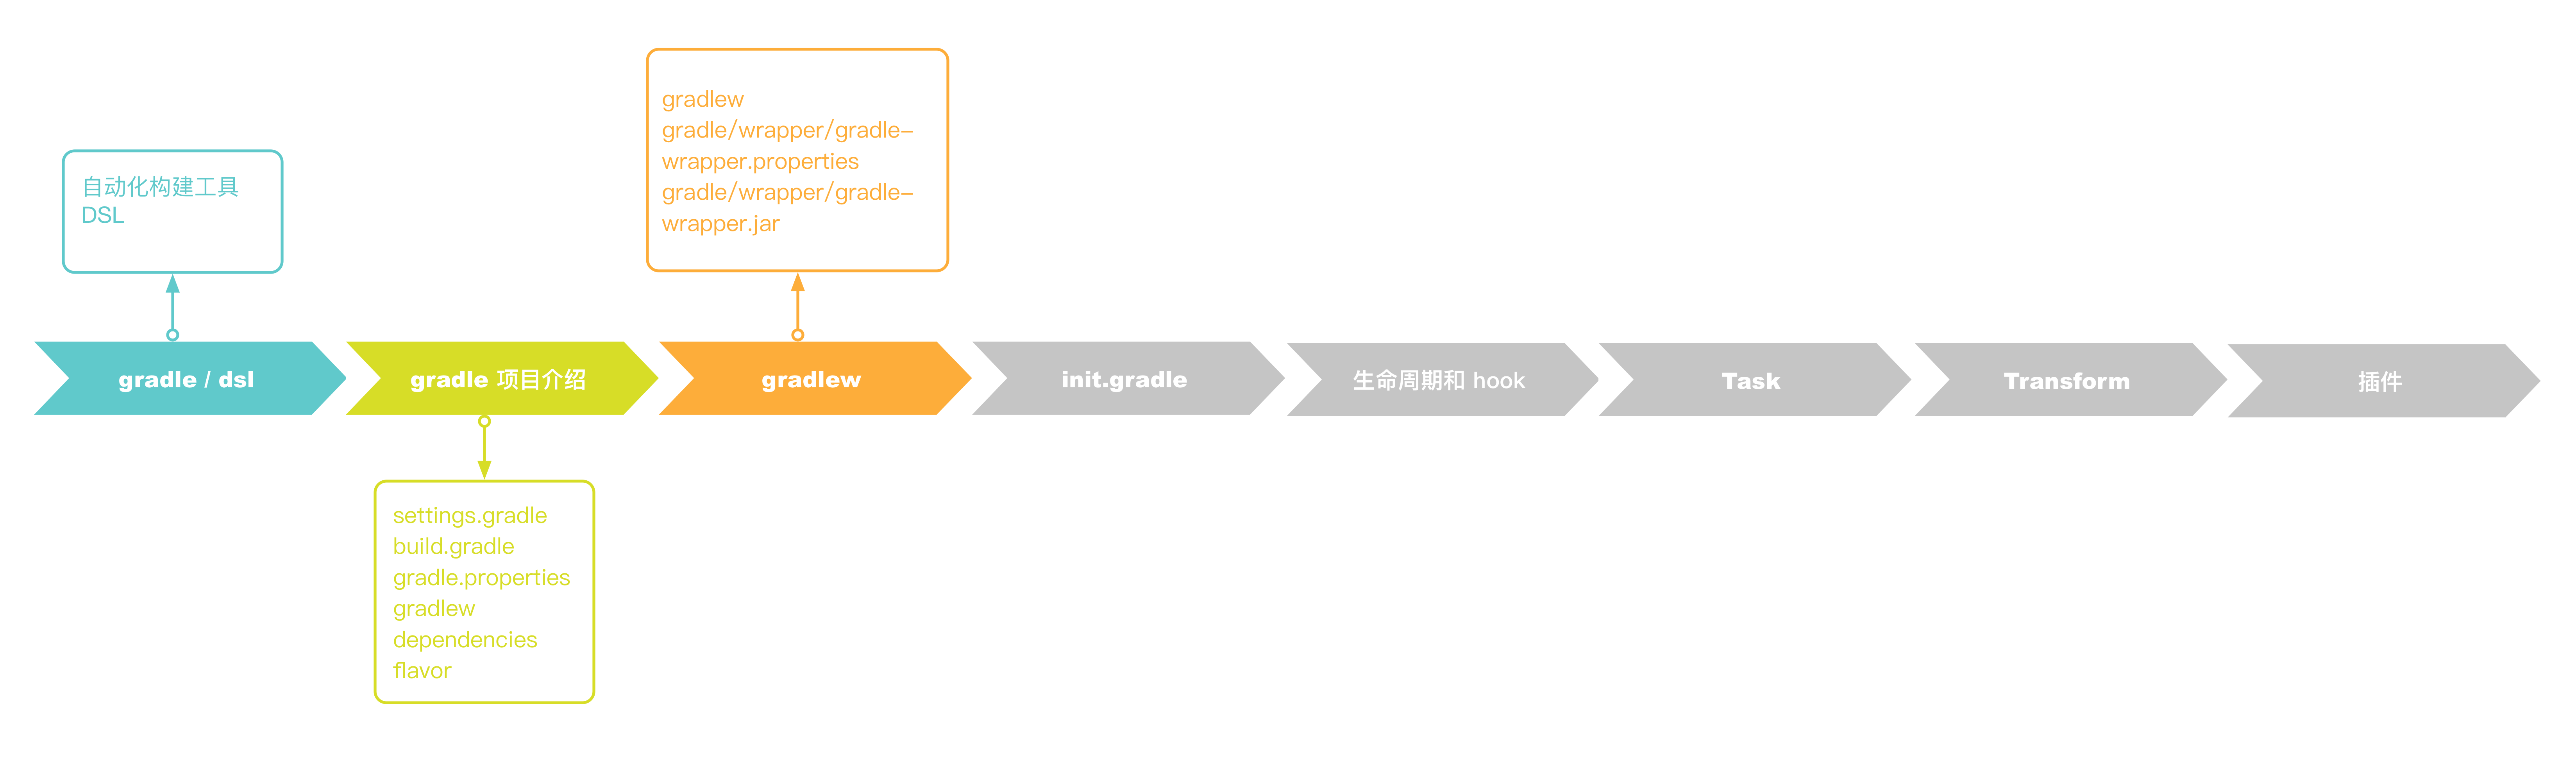 gradlew
gradle/wrapper/gradle-
wrapper.properties
gradle/wrapper/gradle-
wrapper.jar
自动化构建工具
DSL
gradle / dsl
gradle 项目介绍
gradlew
init.gradle
生命周期和 hook
Task
Transform
插件
settings.gradle
build.gradle
gradle.properties
gradlew
dependencies
flavor